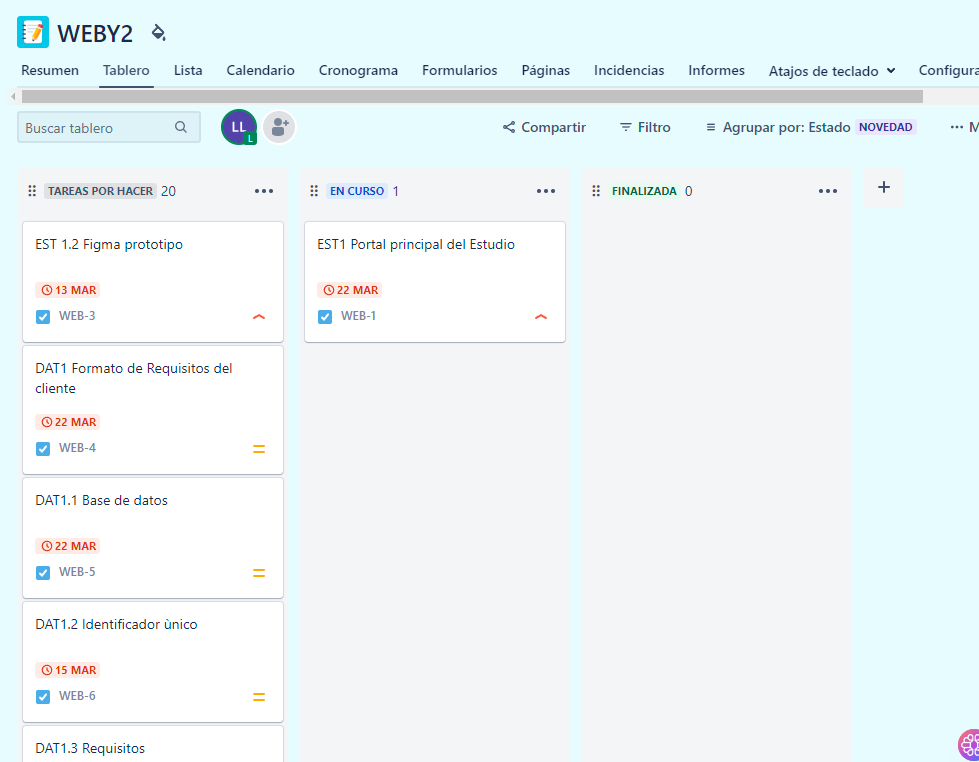 WEBY2
Resumen Tablero Lista Calendario Cronograma Formularios Páginas Incidencias Informes Atajos de teclado Configura
Buscar tablero LL L Compartir Filtro Agrupar por: Estado NOVEDAD M
TAREAS POR HACER 20
EST 1.2 Figma prototipo
13 MAR
WEB-3
DAT1 Formato de Requisitos del
cliente
22 MAR
WEB-4
DAT1.1 Base de datos
22 MAR
WEB-5
DAT1.2 Identificador ùnico
15 MAR
WEB-6
DAT1.3 Requisitos
EN CURSO 1
EST1 Portal principal del Estudio
22 MAR
WEB-1
FINALIZADA 0